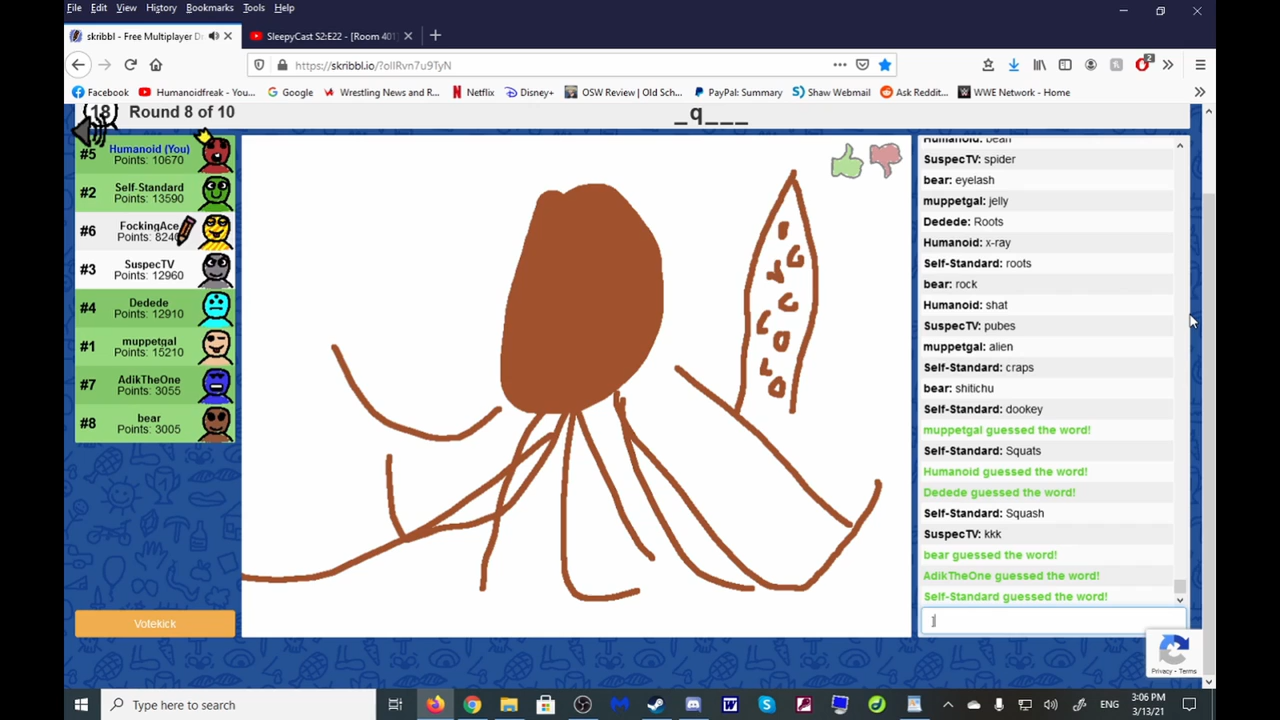 File Edit View History Bookmarks Tools Help
skribbl - Free Multiplayer Dr
SleepyCast S2:E22 - [Room 401]
https://skribbl.io/?olIRvn7u9TyN
Facebook Humanoidfreak - You... Google Wrestling News and R... Netflix Disney+ OSW Review | Old Sch... PayPal: Summary Shaw Webmail Ask Reddit... WWE Network - Home
18 Round 8 of 10 _q___
#5 Humanoid (You)
Points: 10670
#2 Self-Standard
Points: 13590
#6 FockingAce
Points: 8240
#3 SuspecTV
Points: 12960
#4 Dedede
Points: 12910
#1 muppetgal
Points: 15210
#7 AdikTheOne
Points: 3055
#8 bear
Points: 3005
Votekick
Humanoid: bean
SuspecTV: spider
bear: eyelash
muppetgal: jelly
Dedede: Roots
Humanoid: x-ray
Self-Standard: roots
bear: rock
Humanoid: shat
SuspecTV: pubes
muppetgal: alien
Self-Standard: craps
bear: shitichu
Self-Standard: dookey
muppetgal guessed the word!
Self-Standard: Squats
Humanoid guessed the word!
Dedede guessed the word!
Self-Standard: Squash
SuspecTV: kkk
bear guessed the word!
AdikTheOne guessed the word!
Self-Standard guessed the word!
Privacy - Terms
Type here to search
ENG
3:06 PM
3/13/21